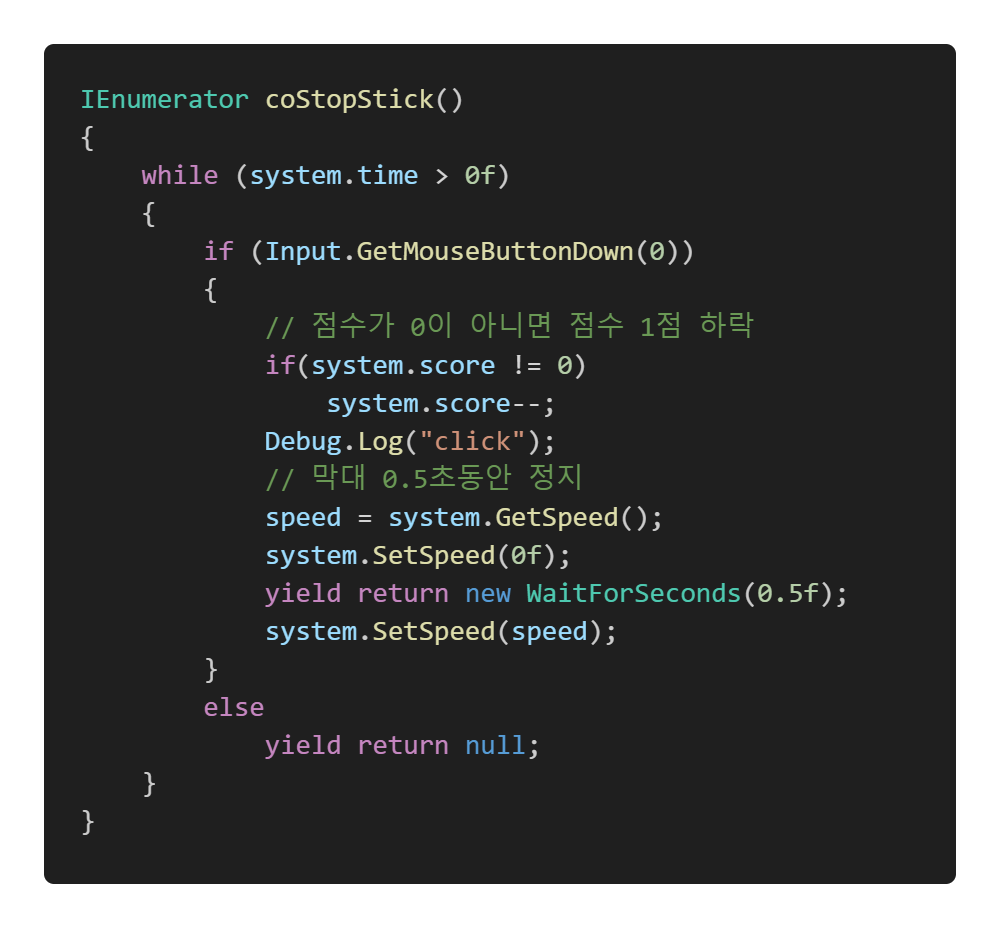 IEnumerator coStopStick()
{
    while (system.time > 0f)
    {
        if (Input.GetMouseButtonDown(0))
        {
            // 점수가 0이 아니면 점수 1점 하락
            if(system.score != 0)
                system.score--;
            Debug.Log("click");
            // 막대 0.5초동안 정지
            speed = system.GetSpeed();
            system.SetSpeed(0f);
            yield return new WaitForSeconds(0.5f);
            system.SetSpeed(speed);
        }
        else
            yield return null;
    }
}